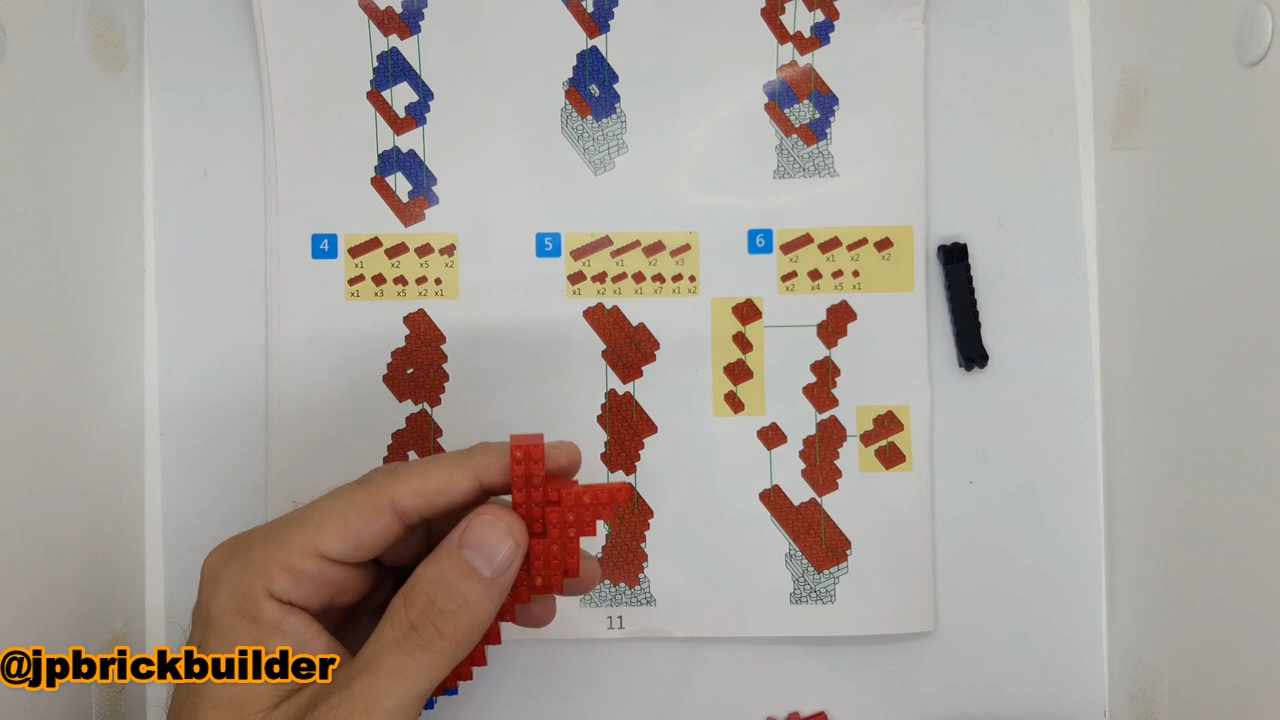 4
x1 x2 x5 x2
x1 x3 x5 x2 x1
5
x1 x1 x2 x3
x1 x2 x1 x1 x7 x1 x2
6
x2 x1 x2 x2
x2 x4 x5 x1
11
@jpbrickbuilder